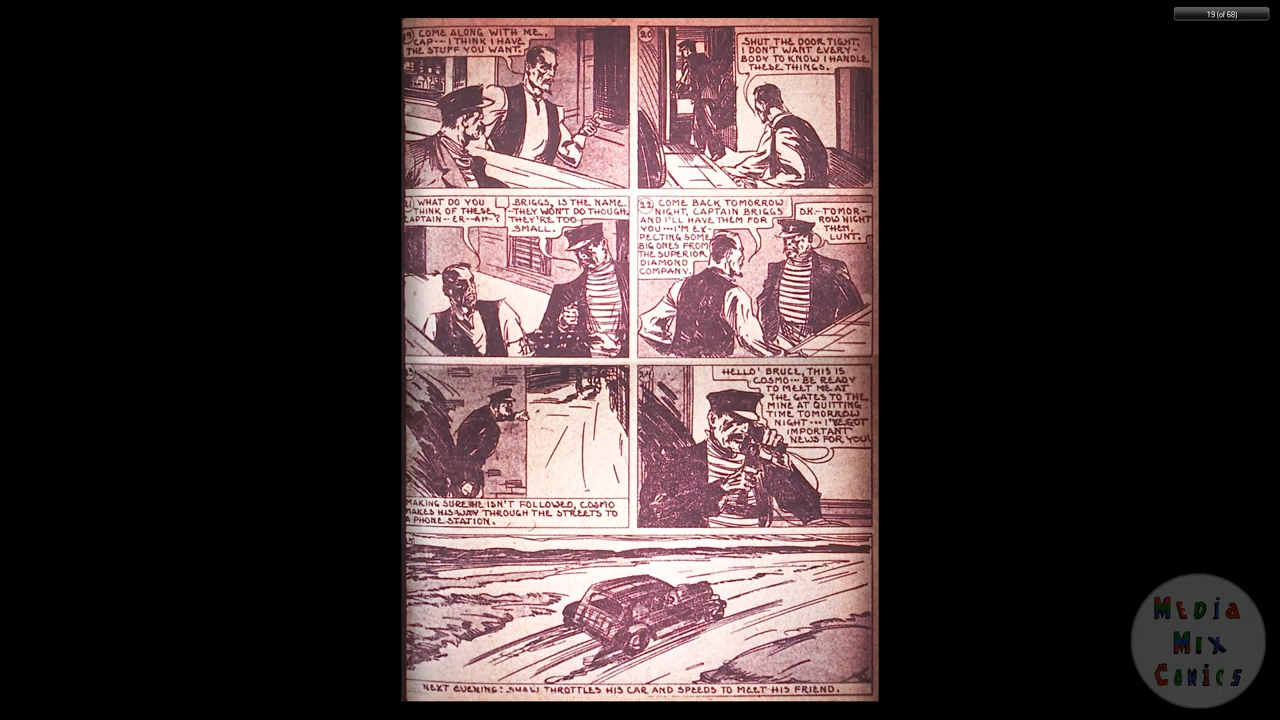 19 (of 68)
COME ALONG WITH ME,
CAP--- I THINK I HAVE
THE STUFF YOU WANT.
20
SHUT THE DOOR TIGHT,
I DON'T WANT EVERY-
BODY TO KNOW I HANDLE
THESE THINGS.
WHAT DO YOU
THINK OF THESE,
CAPTAIN-- ER--AH--?
BRIGGS, IS THE NAME.
-THEY WON'T DO THOUGH,
THEY'RE TOO
SMALL.
22
COME BACK TOMORROW
NIGHT, CAPTAIN BRIGGS
AND I'LL HAVE THEM FOR
YOU---I'M EX-
PECTING SOME
BIG ONES FROM
THE SUPERIOR
DIAMOND
COMPANY.
O.K.--TOMOR-
ROW NIGHT
THEN,
LUNT.
MAKING SURE HE ISN'T FOLLOWED, COSMO
MAKES HIS WAY THROUGH THE STREETS TO
A PHONE STATION.
24
HELLO! BRUCE, THIS IS
COSMO---BE READY
TO MEET ME AT
THE GATES TO THE
MINE AT QUITTING
TIME TOMORROW
NIGHT---I'VE GOT
IMPORTANT
NEWS FOR YOU!
NEXT EVENING: SHAW THROTTLES HIS CAR AND SPEEDS TO MEET HIS FRIEND.
MEDiA
MiX
COMiCS